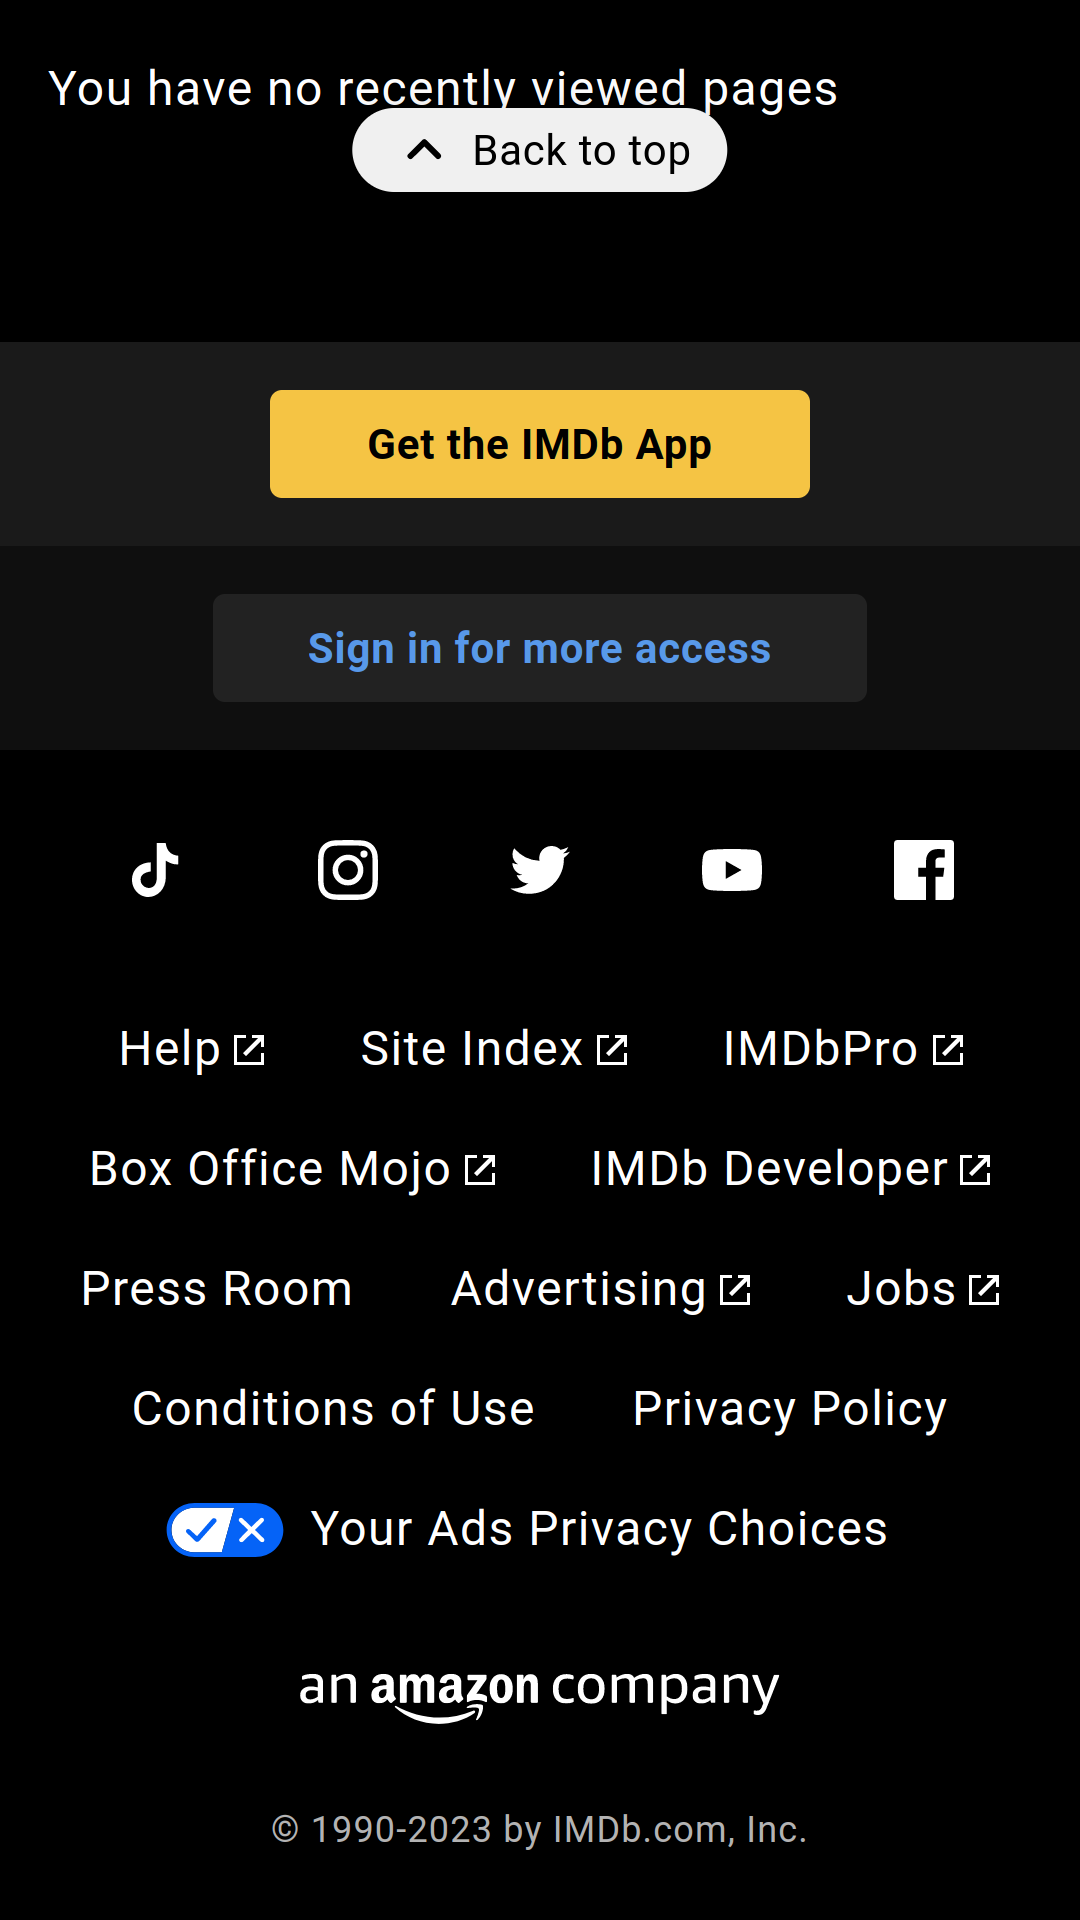 You have no recently viewed pages
Back to top
Get the IMDb App
Sign in for more access
Help
Site Index
IMDbPro
Box Office Mojo
IMDb Developer
Press Room
Advertising
Jobs
Conditions of Use
Privacy Policy
Your Ads Privacy Choices
an amazon company
© 1990-2023 by IMDb.com, Inc.